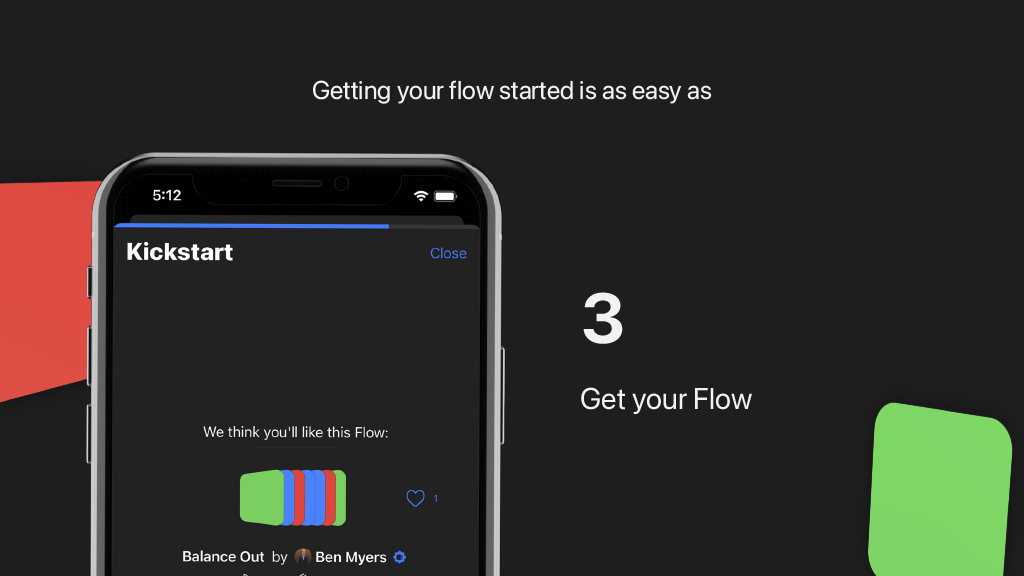 Getting your flow started is as easy as
5:12
Kickstart
Close
3
Get your Flow
We think you'll like this Flow:
1
Balance Out by Ben Myers